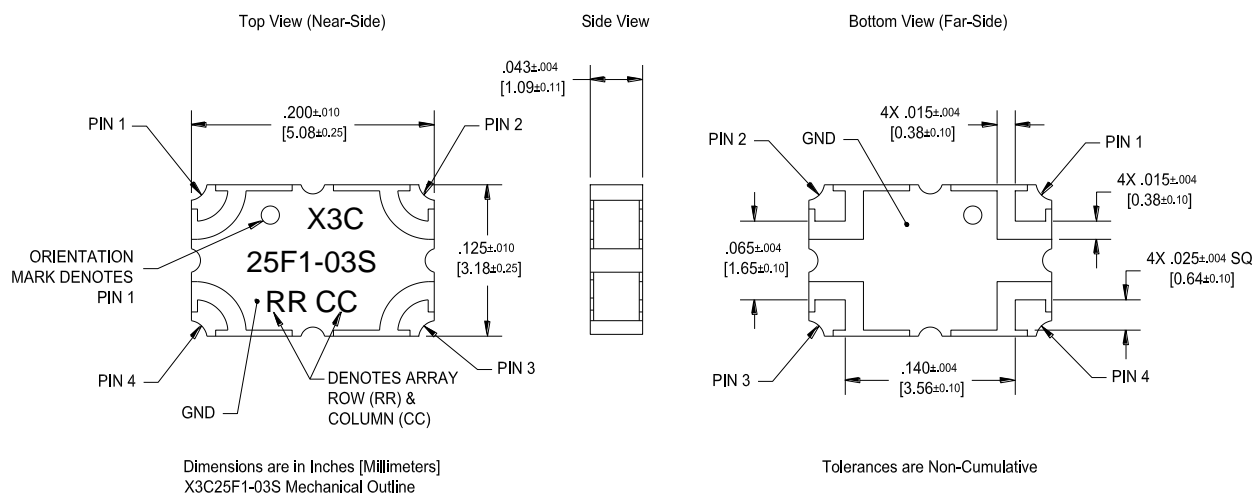 Top View (Near-Side)
Side View
Bottom View (Far-Side)
.043±.004
[1.09±0.11]
.200±.010
[5.08±0.25]
PIN 1
PIN 2
4X .015±.004
[0.38±0.10]
PIN 2
GND
PIN 1
4X .015±.004
[0.38±0.10]
X3C
25F1-03S
RR CC
ORIENTATION
MARK DENOTES
PIN 1
.125±.010
[3.18±0.25]
.065±.004
[1.65±0.10]
4X .025±.004 SQ
[0.64±0.10]
PIN 4
PIN 3
GND
DENOTES ARRAY
ROW (RR) &
COLUMN (CC)
PIN 3
.140±.004
[3.56±0.10]
PIN 4
Dimensions are in Inches [Millimeters]
X3C25F1-03S Mechanical Outline
Tolerances are Non-Cumulative